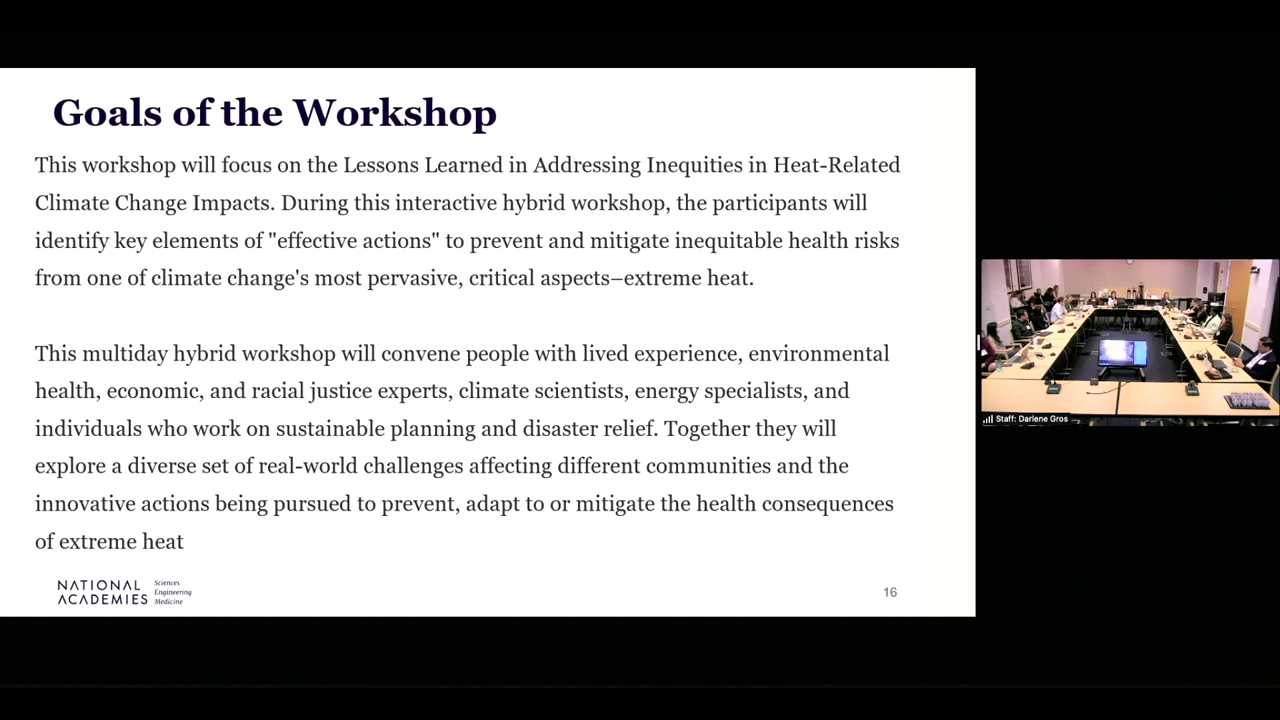 Goals of the Workshop
This workshop will focus on the Lessons Learned in Addressing Inequities in Heat-Related
Climate Change Impacts. During this interactive hybrid workshop, the participants will
identify key elements of "effective actions" to prevent and mitigate inequitable health risks
from one of climate change's most pervasive, critical aspects–extreme heat.
This multiday hybrid workshop will convene people with lived experience, environmental
health, economic, and racial justice experts, climate scientists, energy specialists, and
individuals who work on sustainable planning and disaster relief. Together they will
explore a diverse set of real-world challenges affecting different communities and the
innovative actions being pursued to prevent, adapt to or mitigate the health consequences
of extreme heat
NATIONAL
ACADEMIES
Sciences
Engineering
Medicine
16
Staff: Darlene Gros